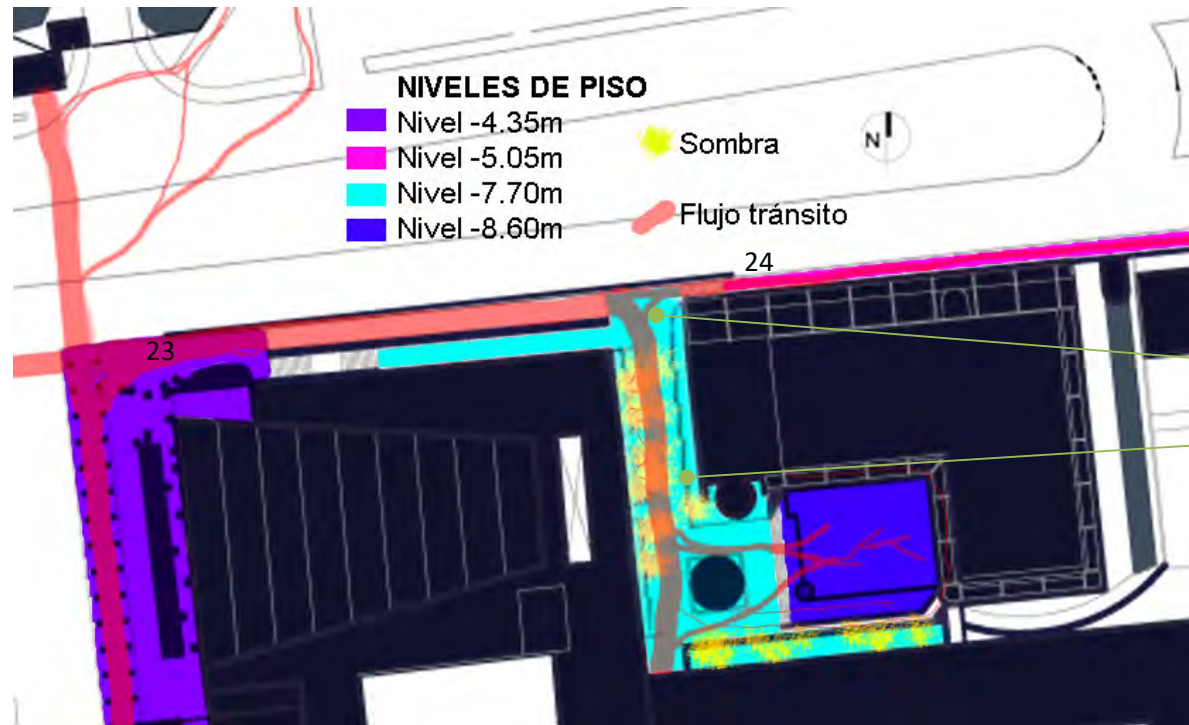 NIVELES DE PISO
Nivel -4.35m
Nivel -5.05m
Nivel -7.70m
Nivel -8.60m
Sombra
Flujo tránsito
N
24
23